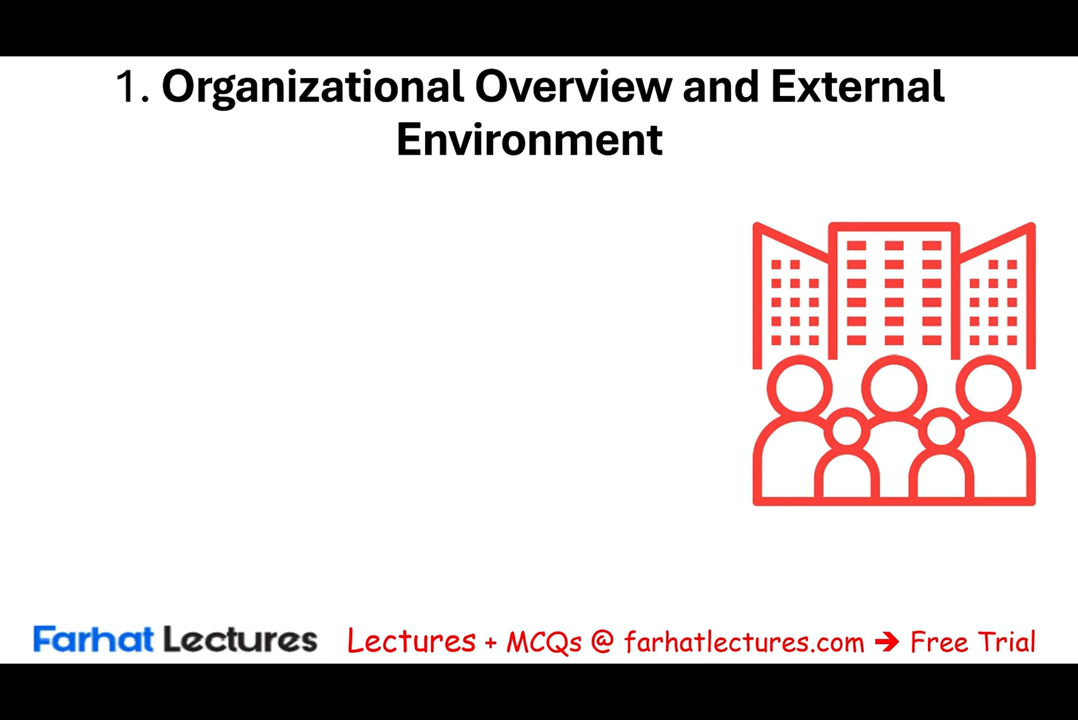 1. Organizational Overview and External
Environment
Farhat Lectures Lectures + MCQs @ farhatlectures.com ➔ Free Trial